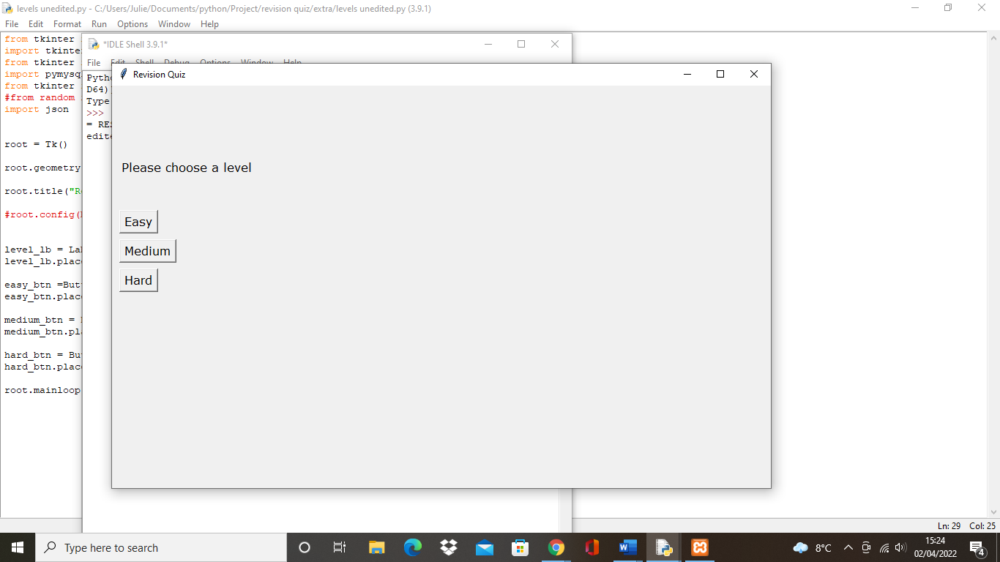 levels unedited.py - C:/Users/Julie/Documents/python/Project/revision quiz/extra/levels unedited.py (3.9.1)
File Edit Format Run Options Window Help
from tkinter
import tkinter
from tkinter
import pymysq
from tkinter
#from random
import json
root = Tk()
root.geometry
root.title("R
#root.config(
level_lb = La
level_lb.plac
easy_btn =But
easy_btn.plac
medium_btn =
medium_btn.pl
hard_btn = Bu
hard_btn.plac
root.mainloop
*IDLE Shell 3.9.1*
File Edit Shell Debug Options Window Help
Pyth
D64)
Type
>>>
= RES
edite
Revision Quiz
Please choose a level
Easy
Medium
Hard
Ln: 29 Col: 25
Type here to search
8°C
15:24
02/04/2022
4